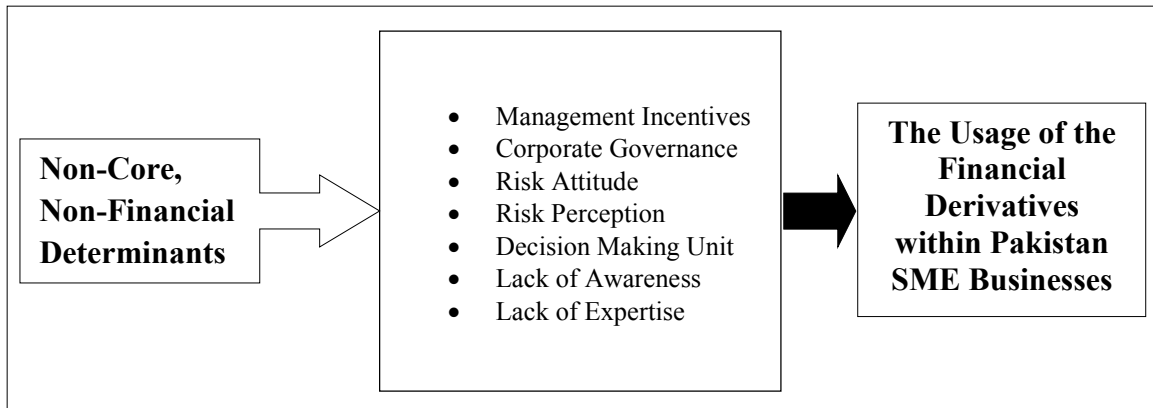 Non-Core,
Non-Financial
Determinants
• Management Incentives
• Corporate Governance
• Risk Attitude
• Risk Perception
• Decision Making Unit
• Lack of Awareness
• Lack of Expertise
The Usage of the
Financial
Derivatives
within Pakistan
SME Businesses